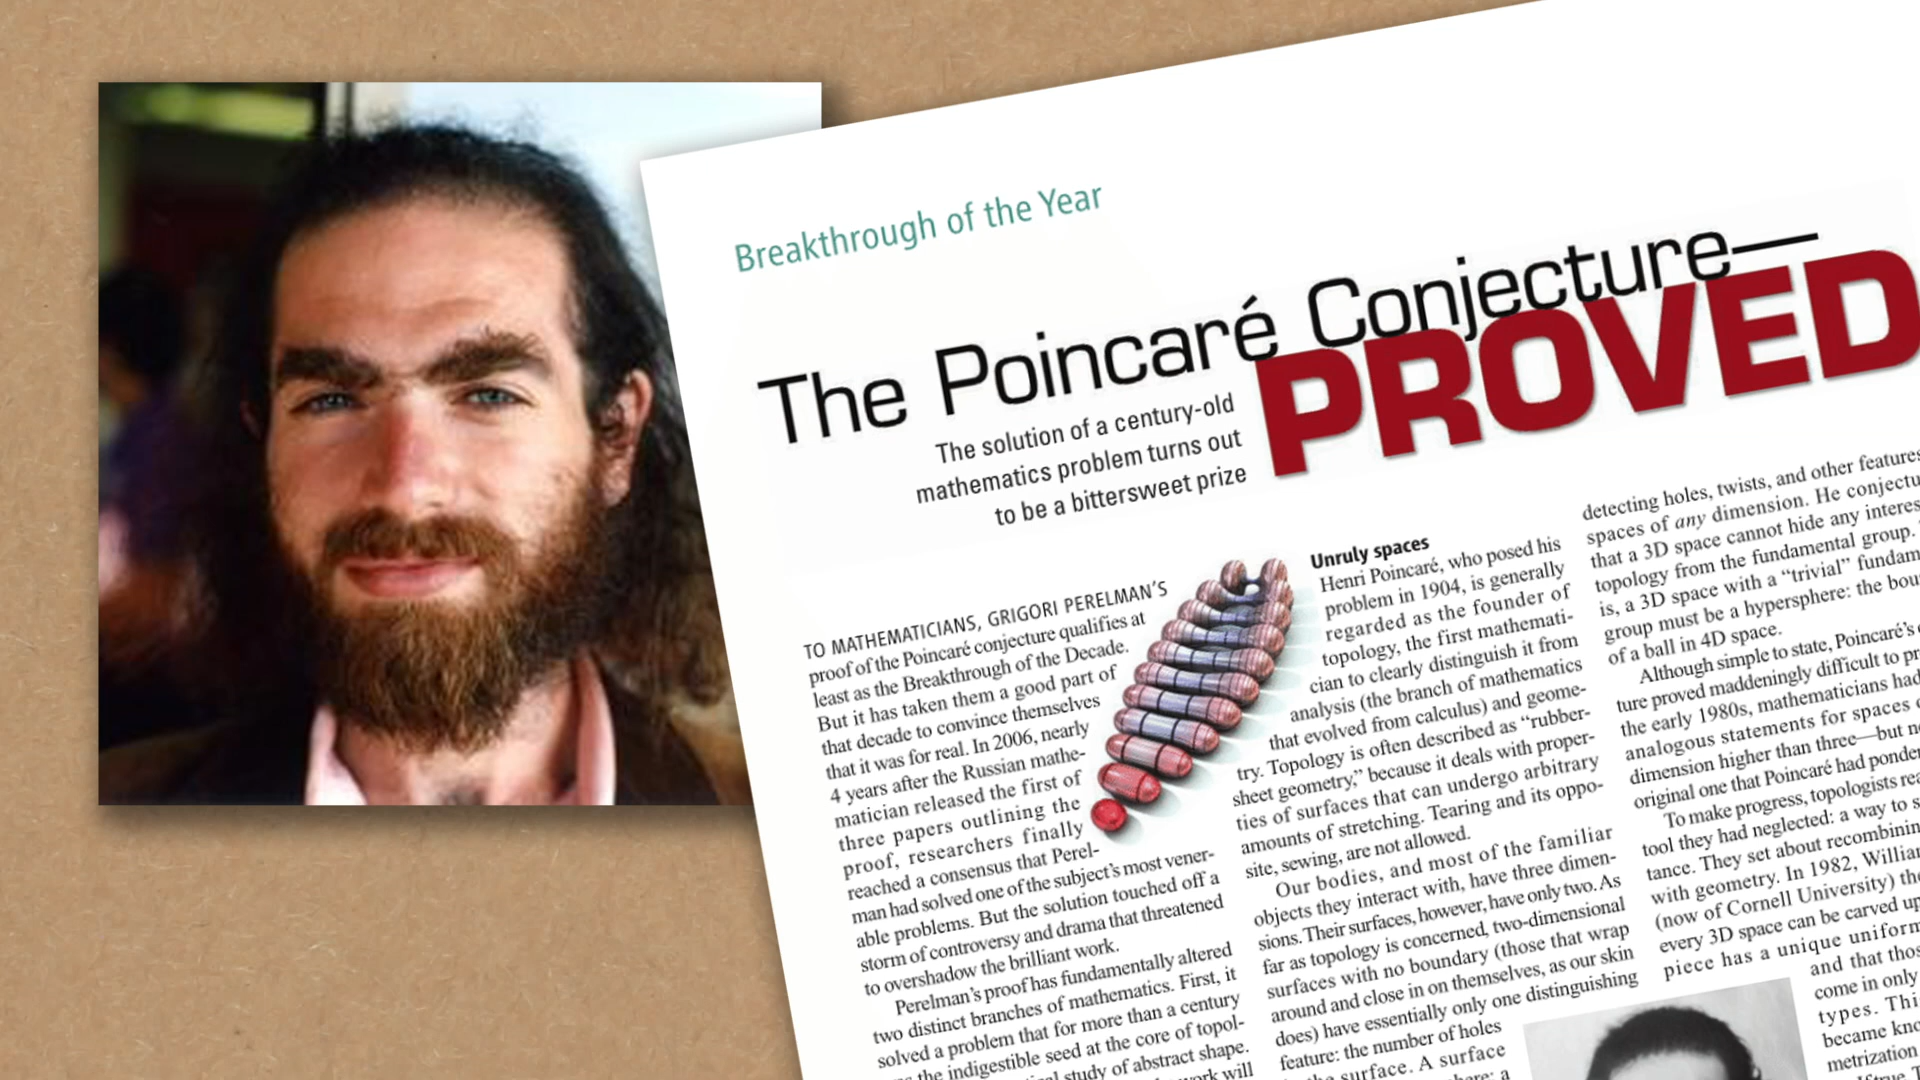 Breakthrough of the Year
The Poincaré Conjecture—
PROVED
The solution of a century-old
mathematics problem turns out
to be a bittersweet prize
TO MATHEMATICIANS, GRIGORI PERELMAN'S
proof of the Poincaré conjecture qualifies at
least as the Breakthrough of the Decade.
But it has taken them a good part of
that decade to convince themselves
that it was for real. In 2006, nearly
4 years after the Russian mathe-
matician released the first of
three papers outlining the
proof, researchers finally
reached a consensus that Perel-
man had solved one of the subject's most vener-
able problems. But the solution touched off a
storm of controversy and drama that threatened
to overshadow the brilliant work.
Perelman's proof has fundamentally altered
two distinct branches of mathematics. First, it
solved a problem that for more than a century
the indigestible seed at the core of topol-
study of abstract shape.
work will
Unruly spaces
Henri Poincaré, who posed his
problem in 1904, is generally
regarded as the founder of
topology, the first mathemati-
cian to clearly distinguish it from
analysis (the branch of mathematics
that evolved from calculus) and geome-
try. Topology is often described as “rubber-
sheet geometry,” because it deals with proper-
ties of surfaces that can undergo arbitrary
amounts of stretching. Tearing and its oppo-
site, sewing, are not allowed.
Our bodies, and most of the familiar
objects they interact with, have three dimen-
sions. Their surfaces, however, have only two. As
far as topology is concerned, two-dimensional
surfaces with no boundary (those that wrap
around and close in on themselves, as our skin
does) have essentially only one distinguishing
feature: the number of holes
surface. A surface
a
detecting holes, twists, and other features
spaces of any dimension. He conjectu
that a 3D space cannot hide any interes
topology from the fundamental group.
is, a 3D space with a “trivial” fundam
group must be a hypersphere: the bou
of a ball in 4D space.
Although simple to state, Poincaré's
ture proved maddeningly difficult to pr
the early 1980s, mathematicians had
analogous statements for spaces
dimension higher than three—but n
original one that Poincaré had ponder
To make progress, topologists rea
tool they had neglected: a way to s
tance. They set about recombinin
with geometry. In 1982, Willian
(now of Cornell University) the
every 3D space can be carved up
piece has a unique uniform
and that thos
come in only
types. Thi
became kno
metrization